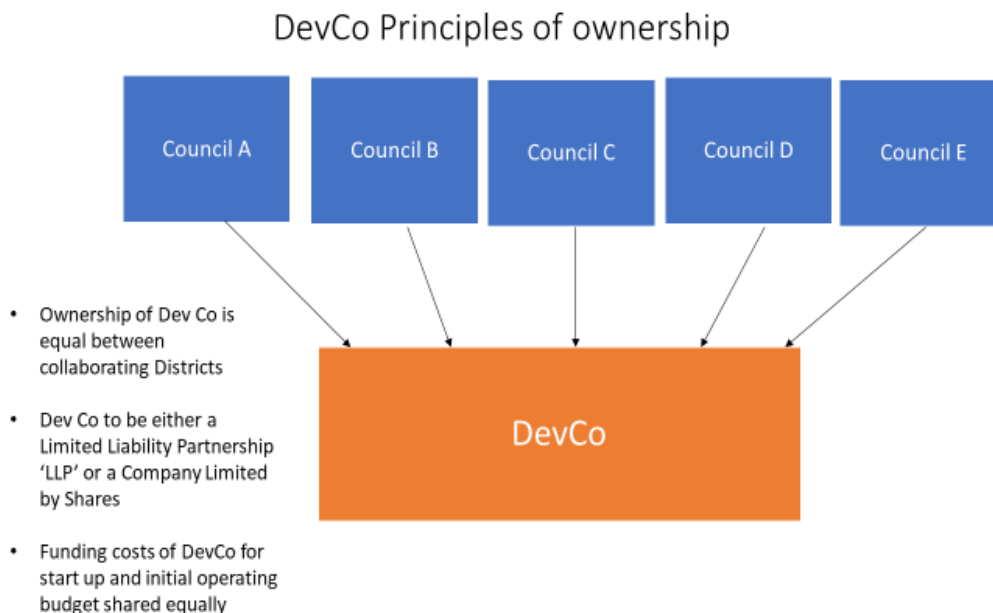 DevCo Principles of ownership
Council A
Council B
Council C
Council D
Council E
• Ownership of Dev Co is
equal between
collaborating Districts
• Dev Co to be either a
Limited Liability Partnership
‘LLP’ or a Company Limited
by Shares
• Funding costs of DevCo for
start up and initial operating
budget shared equally
DevCo